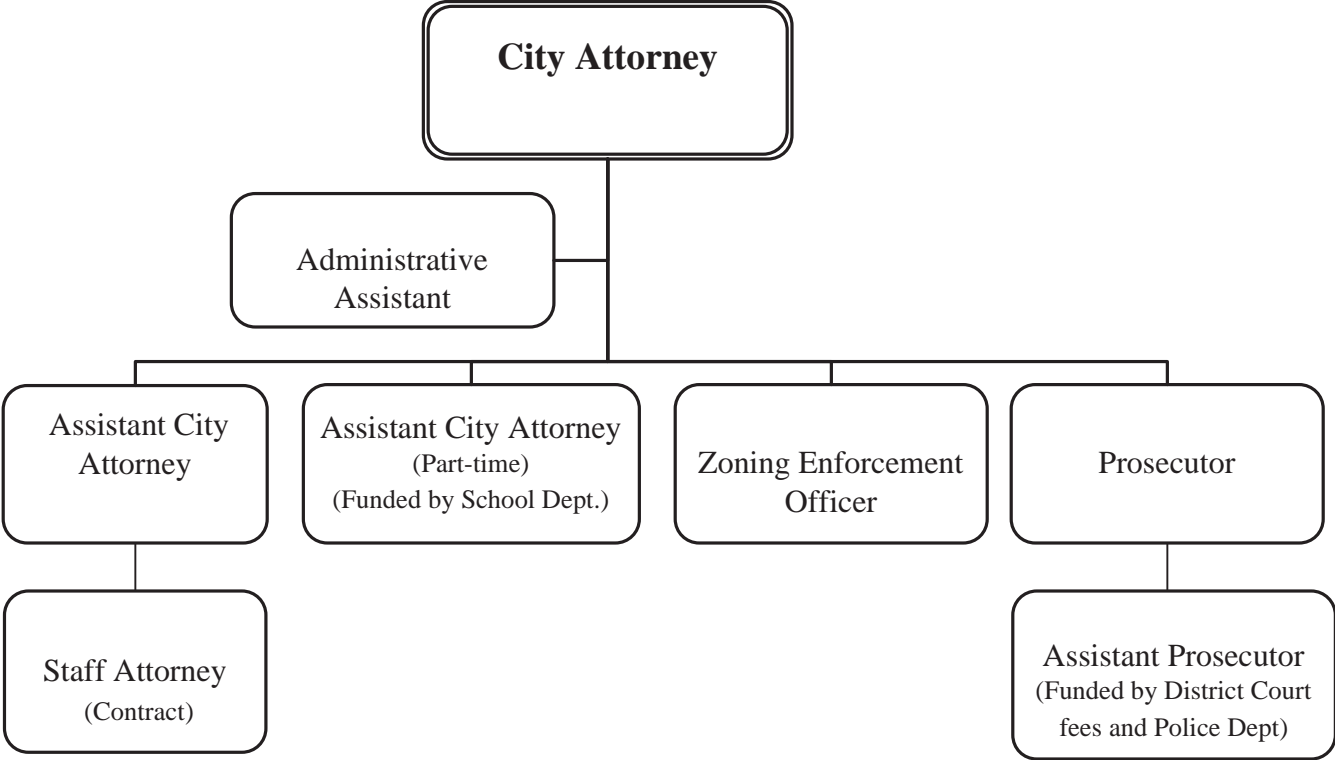 City Attorney
Administrative
Assistant
Assistant City
Attorney
Assistant City Attorney
(Part-time)
(Funded by School Dept.)
Zoning Enforcement
Officer
Prosecutor
Staff Attorney
(Contract)
Assistant Prosecutor
(Funded by District Court
fees and Police Dept)